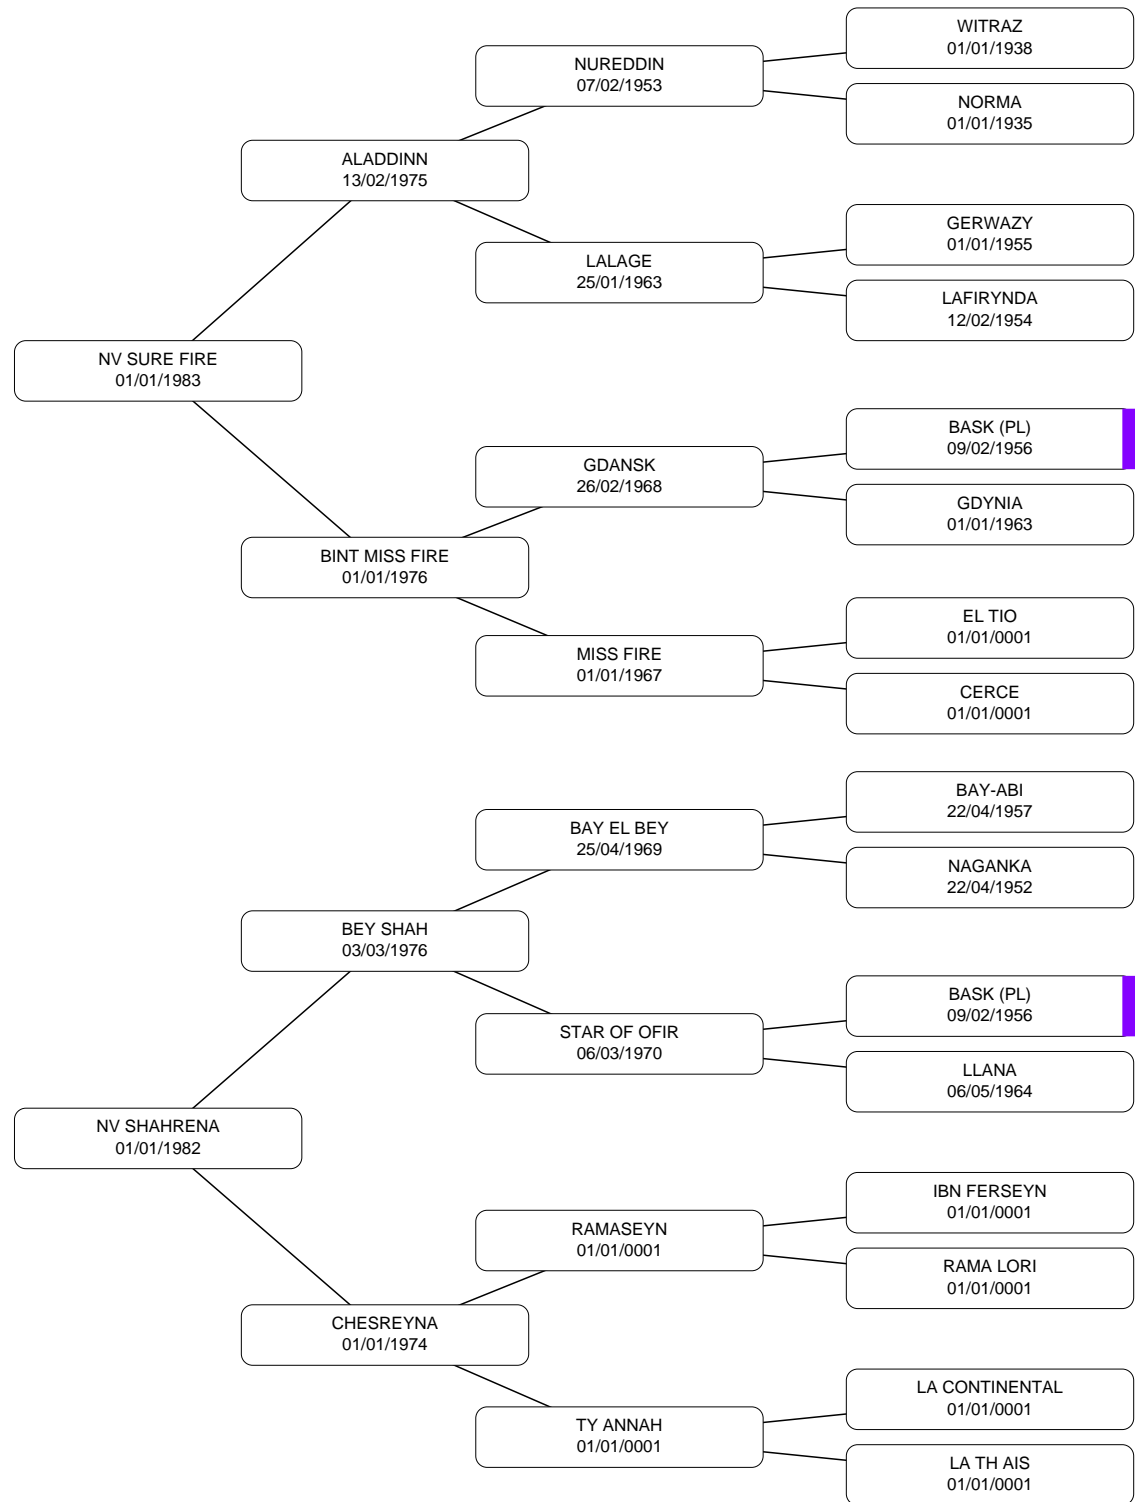 WITRAZ
01/01/1938
NUREDDIN
07/02/1953
NORMA
01/01/1935
ALADDINN
13/02/1975
GERWAZY
01/01/1955
LALAGE
25/01/1963
LAFIRYNDA
12/02/1954
NV SURE FIRE
01/01/1983
BASK (PL)
09/02/1956
GDANSK
26/02/1968
GDYNIA
01/01/1963
BINT MISS FIRE
01/01/1976
EL TIO
01/01/0001
MISS FIRE
01/01/1967
CERCE
01/01/0001
BAY-ABI
22/04/1957
BAY EL BEY
25/04/1969
NAGANKA
22/04/1952
BEY SHAH
03/03/1976
BASK (PL)
09/02/1956
STAR OF OFIR
06/03/1970
LLANA
06/05/1964
NV SHAHRENA
01/01/1982
IBN FERSEYN
01/01/0001
RAMASEYN
01/01/0001
RAMA LORI
01/01/0001
CHESREYNA
01/01/1974
LA CONTINENTAL
01/01/0001
TY ANNAH
01/01/0001
LA TH AIS
01/01/0001